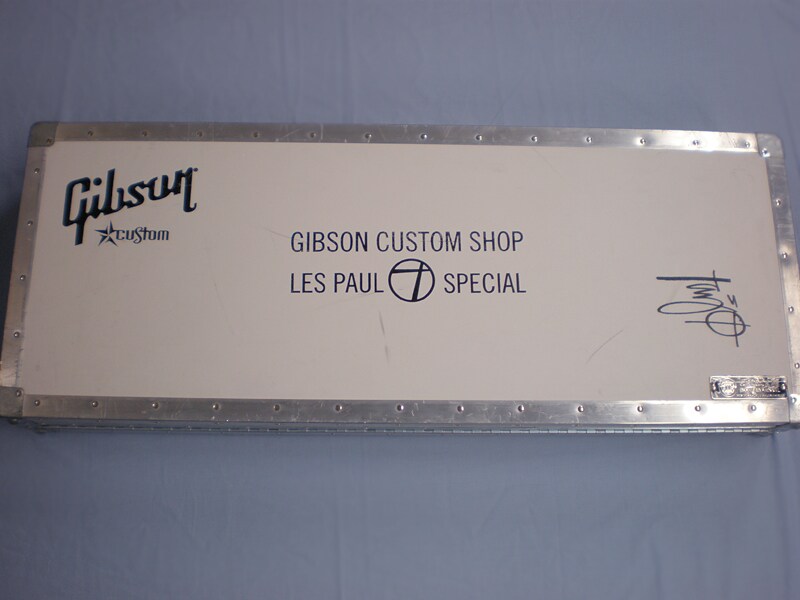 Gibson
custom
GIBSON CUSTOM SHOP
LES PAUL T SPECIAL